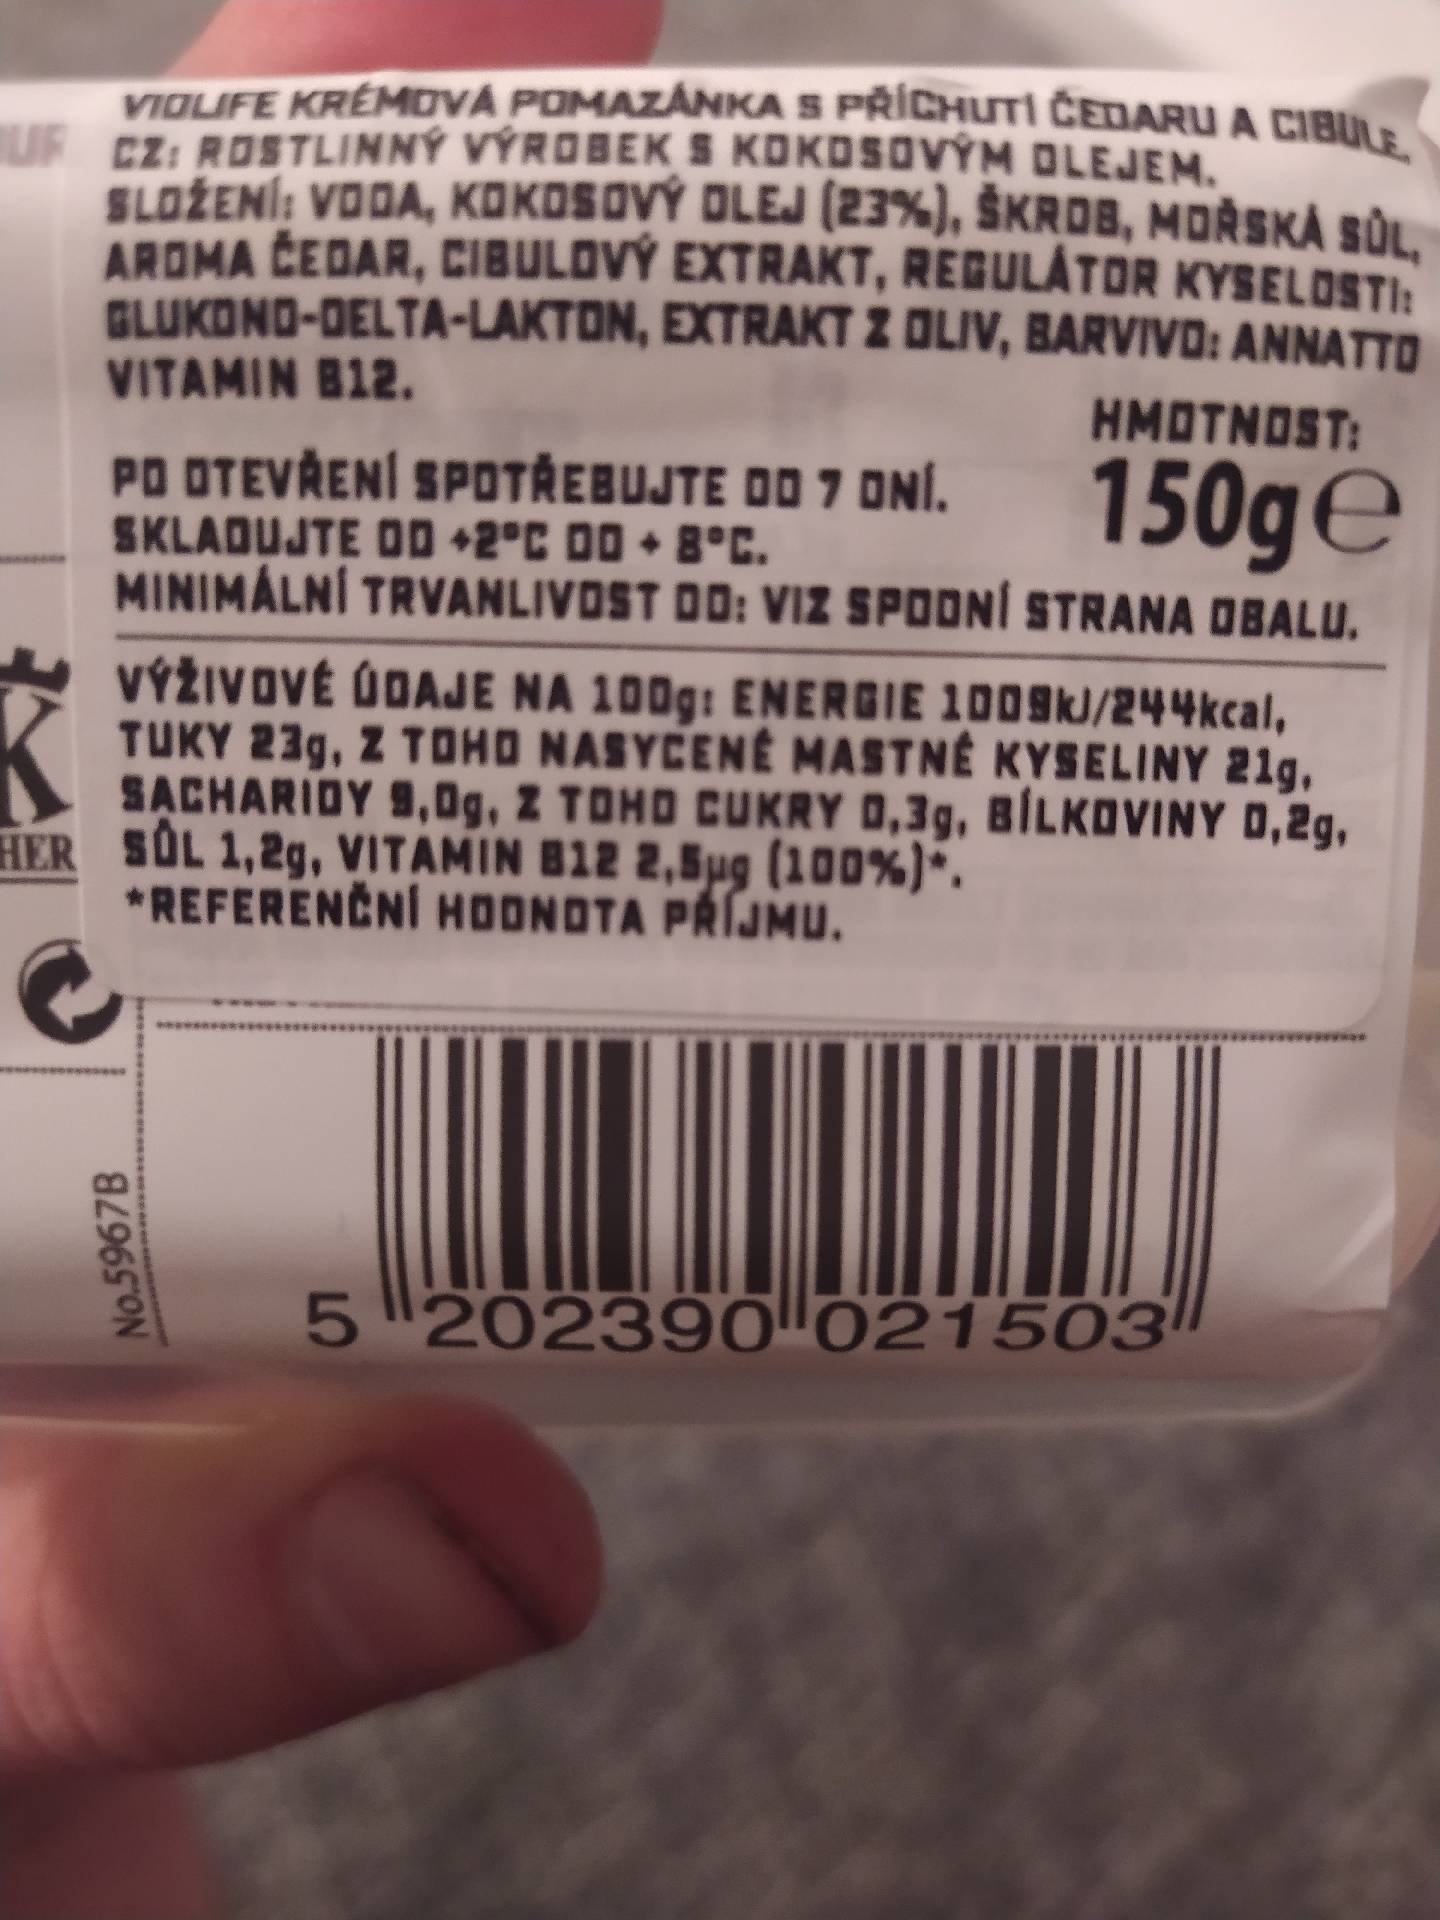 VIOLIFE KRÉMOVÁ POMAZÁNKA S PŘÍCHUTÍ ČEDARU A CIBULE.
CZ: ROSTLINNÝ VÝROBEK S KOKOSOVÝM OLEJEM.
SLOŽENÍ: VODA, KOKOSOVÝ OLEJ (23%), ŠKROB, MOŘSKÁ SŮL,
AROMA ČEDAR, CIBULOVÝ EXTRAKT, REGULÁTOR KYSELOSTI:
GLUKONO-DELTA-LAKTON, EXTRAKT Z OLIV, BARVIVO: ANNATTO
VITAMIN B12.
HMOTNOST:
150g e
PO OTEVŘENÍ SPOTŘEBUJTE DO 7 DNÍ.
SKLADUJTE OD +2°C DO + 8°C.
MINIMÁLNÍ TRVANLIVOST DO: VIZ SPODNÍ STRANA OBALU.
VÝŽIVOVÉ ÚDAJE NA 100g: ENERGIE 1009kJ/244kcal,
TUKY 23g, Z TOHO NASYCENÉ MASTNÉ KYSELINY 21g,
SACHARIDY 9,0g, Z TOHO CUKRY 0,3g, BÍLKOVINY 0,2g,
SŮL 1,2g, VITAMIN B12 2,5µg (100%)*.
*REFERENČNÍ HODNOTA PŘÍJMU.
K
No.5967B
5 202390 021503